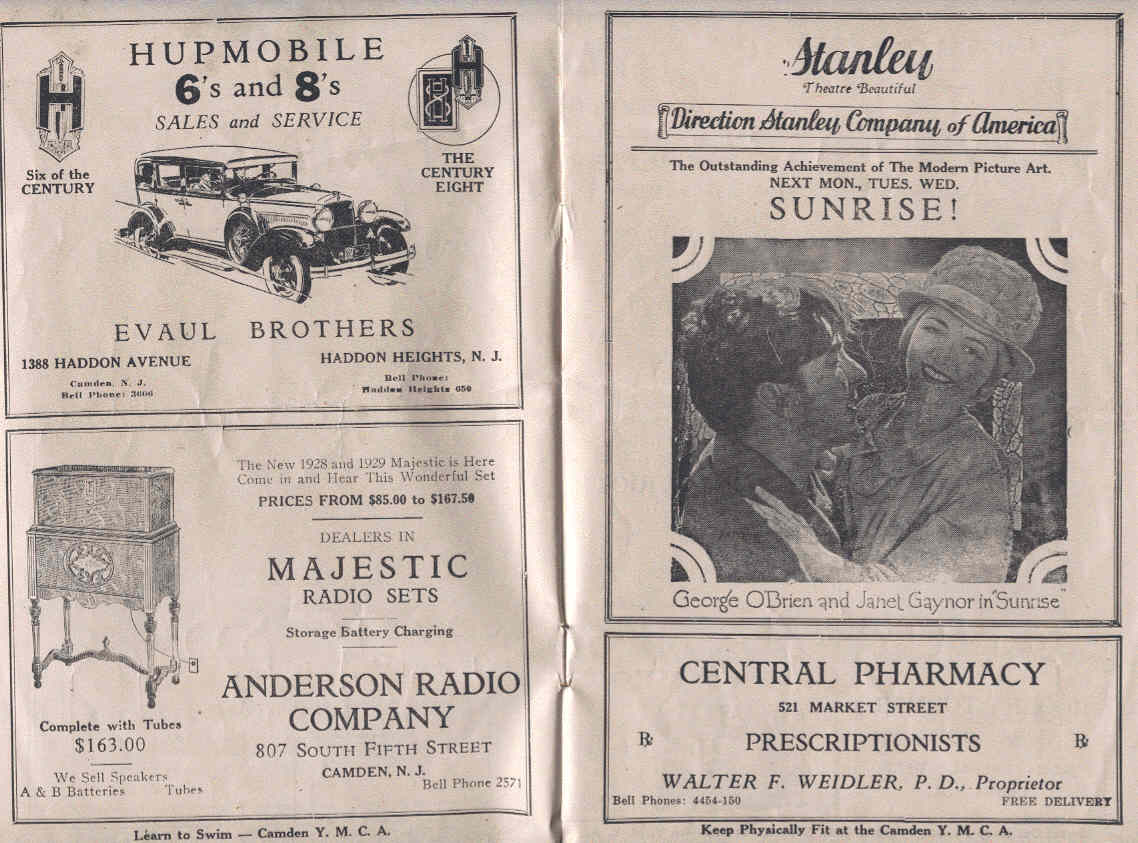 HUPMOBILE
6's and 8's
SALES and SERVICE
H
Six of the
CENTURY
H
THE
CENTURY
EIGHT
EVAUL BROTHERS
1388 HADDON AVENUE
Camden, N. J.
Bell Phone: 3606
HADDON HEIGHTS, N. J.
Bell Phone:
Haddon Heights 650
The New 1928 and 1929 Majestic is Here
Come in and Hear This Wonderful Set
PRICES FROM $85.00 to $167.50
DEALERS IN
MAJESTIC
RADIO SETS
Storage Battery Charging
ANDERSON RADIO
COMPANY
807 SOUTH FIFTH STREET
CAMDEN, N. J.
Bell Phone 2571
Complete with Tubes
$163.00
We Sell Speakers
A & B Batteries Tubes
Learn to Swim — Camden Y. M. C. A.
Stanley
Theatre Beautiful
Direction Stanley Company of America
The Outstanding Achievement of The Modern Picture Art.
NEXT MON., TUES. WED.
SUNRISE!
George O'Brien and Janet Gaynor in "Sunrise"
CENTRAL PHARMACY
521 MARKET STREET
℞ PRESCRIPTIONISTS ℞
WALTER F. WEIDLER, P. D., Proprietor
Bell Phones: 4454-150 FREE DELIVERY
Keep Physically Fit at the Camden Y. M. C. A.